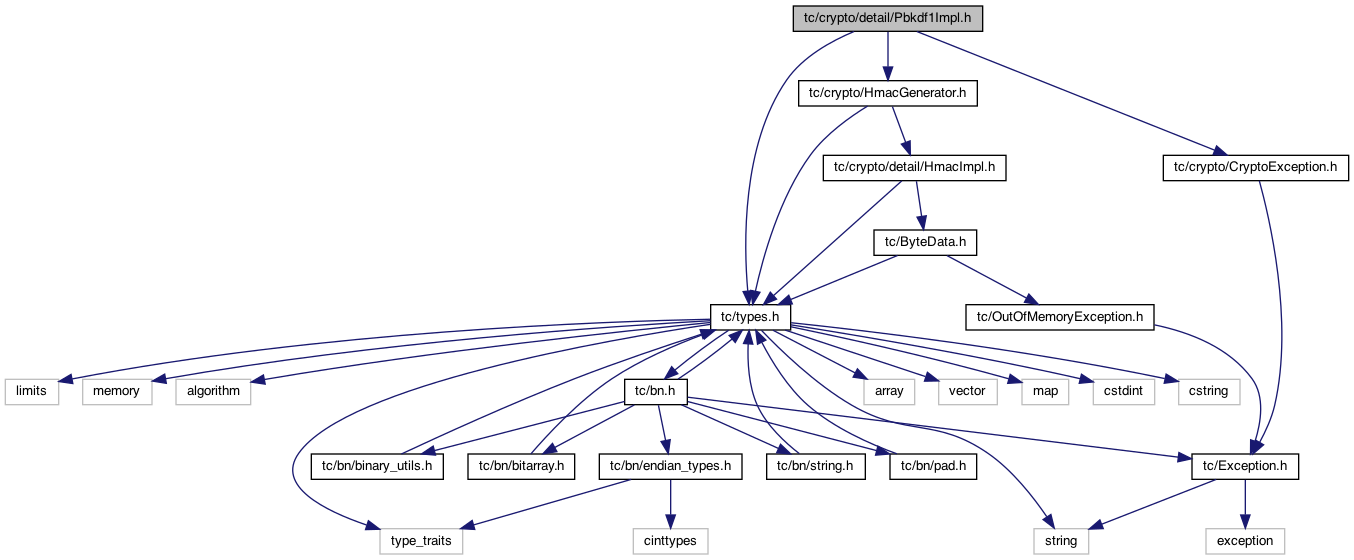 tc/crypto/detail/Pbkdf1Impl.h
tc/crypto/HmacGenerator.h
tc/crypto/detail/HmacImpl.h
tc/crypto/CryptoException.h
tc/ByteData.h
tc/types.h
tc/OutOfMemoryException.h
limits
memory
algorithm
tc/bn.h
array
vector
map
cstdint
cstring
tc/bn/binary_utils.h
tc/bn/bitarray.h
tc/bn/endian_types.h
tc/bn/string.h
tc/bn/pad.h
tc/Exception.h
type_traits
cinttypes
string
exception